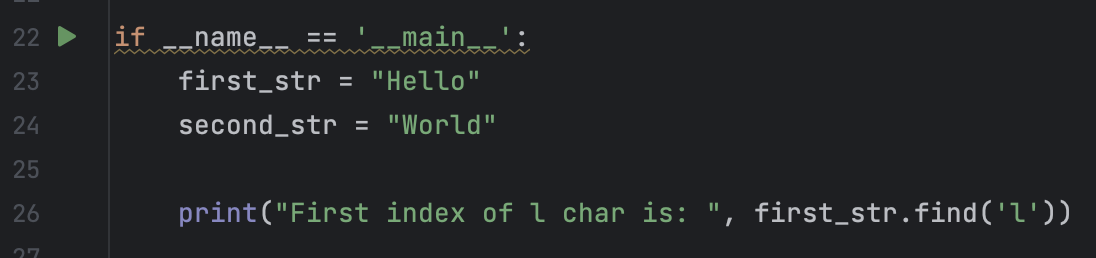 22 if __name__ == '__main__':
23     first_str = "Hello"
24     second_str = "World"
25
26     print("First index of l char is: ", first_str.find('l'))
27